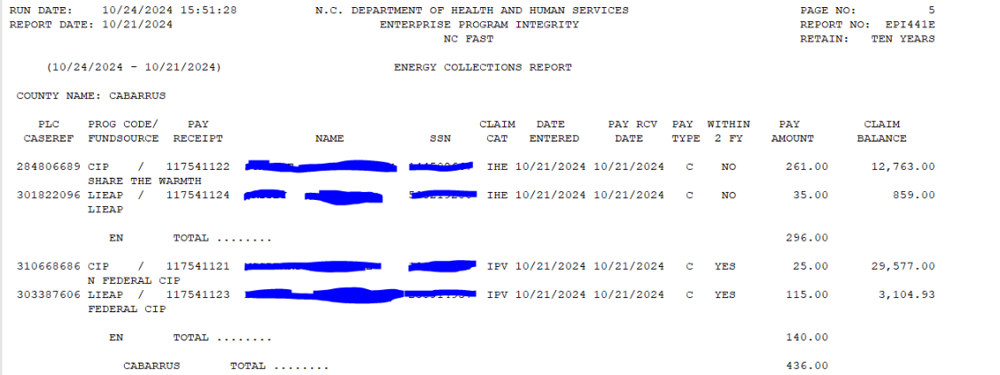 RUN DATE: 10/24/2024 15:51:28 N.C. DEPARTMENT OF HEALTH AND HUMAN SERVICES PAGE NO: 5
REPORT DATE: 10/21/2024 ENTERPRISE PROGRAM INTEGRITY REPORT NO: EPI441E
NC FAST RETAIN: TEN YEARS
(10/24/2024 - 10/21/2024) ENERGY COLLECTIONS REPORT
COUNTY NAME: CABARRUS
PLC PROG CODE/ PAY CLAIM DATE PAY RCV PAY WITHIN PAY CLAIM
CASEREF FUNDSOURCE RECEIPT NAME SSN CAT ENTERED DATE TYPE 2 FY AMOUNT BALANCE
284806689 CIP / 117541122 IHE 10/21/2024 10/21/2024 C NO 261.00 12,763.00
SHARE THE WARMTH
301822096 LIEAP / 117541124 IHE 10/21/2024 10/21/2024 C NO 35.00 859.00
LIEAP
EN TOTAL ........ 296.00
310668686 CIP / 117541121 IPV 10/21/2024 10/21/2024 C YES 25.00 29,577.00
N FEDERAL CIP
303387606 LIEAP / 117541123 IPV 10/21/2024 10/21/2024 C YES 115.00 3,104.93
FEDERAL CIP
EN TOTAL ........ 140.00
CABARRUS TOTAL ........ 436.00